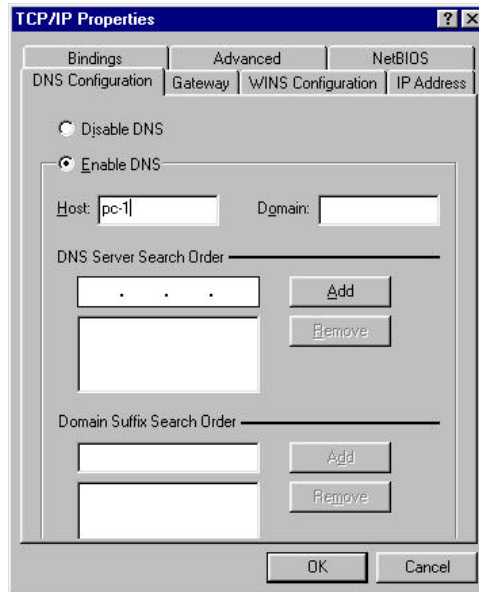 TCP/IP Properties
Bindings Advanced NetBIOS
DNS Configuration Gateway WINS Configuration IP Address
Disable DNS
Enable DNS
Host: pc-1 Domain:
DNS Server Search Order
. . . Add
Remove
Domain Suffix Search Order
Add
Remove
OK Cancel